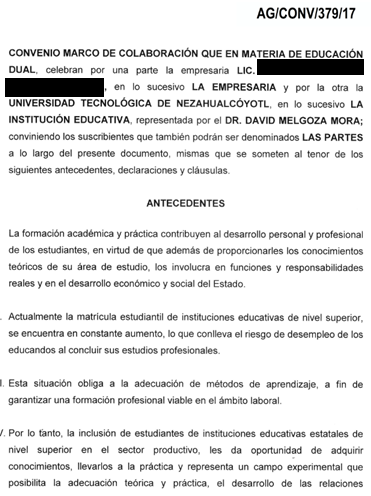 AG/CONV/379/17
CONVENIO MARCO DE COLABORACIÓN QUE EN MATERIA DE EDUCACIÓN
DUAL, celebran por una parte la empresaria LIC.
, en lo sucesivo LA EMPRESARIA y por la otra la
UNIVERSIDAD TECNOLÓGICA DE NEZAHUALCÓYOTL, en lo sucesivo LA
INSTITUCIÓN EDUCATIVA, representada por el DR. DAVID MELGOZA MORA;
conviniendo los suscribientes que también podrán ser denominados LAS PARTES
a lo largo del presente documento, mismas que se someten al tenor de los
siguientes antecedentes, declaraciones y cláusulas.
ANTECEDENTES
La formación académica y práctica contribuyen al desarrollo personal y profesional
de los estudiantes, en virtud de que además de proporcionarles los conocimientos
teóricos de su área de estudio, los involucra en funciones y responsabilidades
reales y en el desarrollo económico y social del Estado.
. Actualmente la matrícula estudiantil de instituciones educativas de nivel superior,
se encuentra en constante aumento, lo que conlleva el riesgo de desempleo de los
educandos al concluir sus estudios profesionales.
I. Esta situación obliga a la adecuación de métodos de aprendizaje, a fin de
garantizar una formación profesional viable en el ámbito laboral.
V. Por lo tanto, la inclusión de estudiantes de instituciones educativas estatales de
nivel superior en el sector productivo, les da oportunidad de adquirir
conocimientos, llevarlos a la práctica y representa un campo experimental que
posibilita la adecuación teórica y práctica, el desarrollo de las relaciones